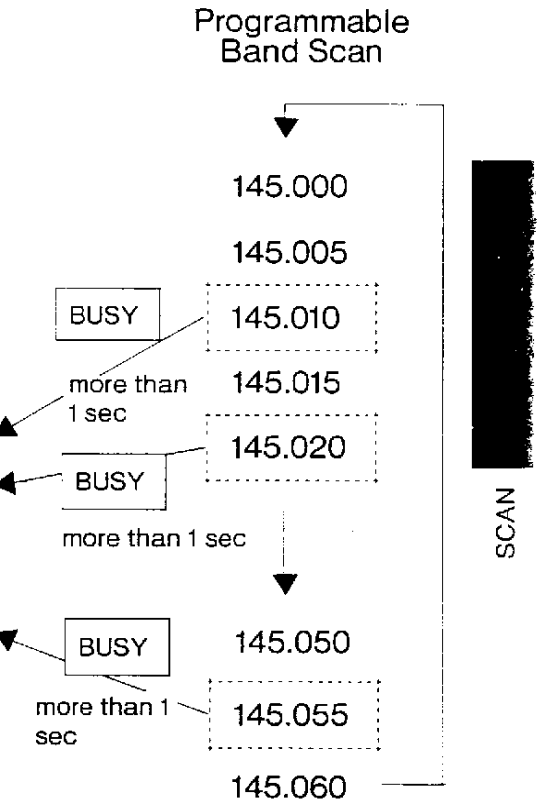 Programmable
Band Scan
145.000
145.005
BUSY
145.010
more than
1 sec
145.015
145.020
BUSY
more than 1 sec
SCAN
BUSY
145.050
more than 1
sec
145.055
145.060